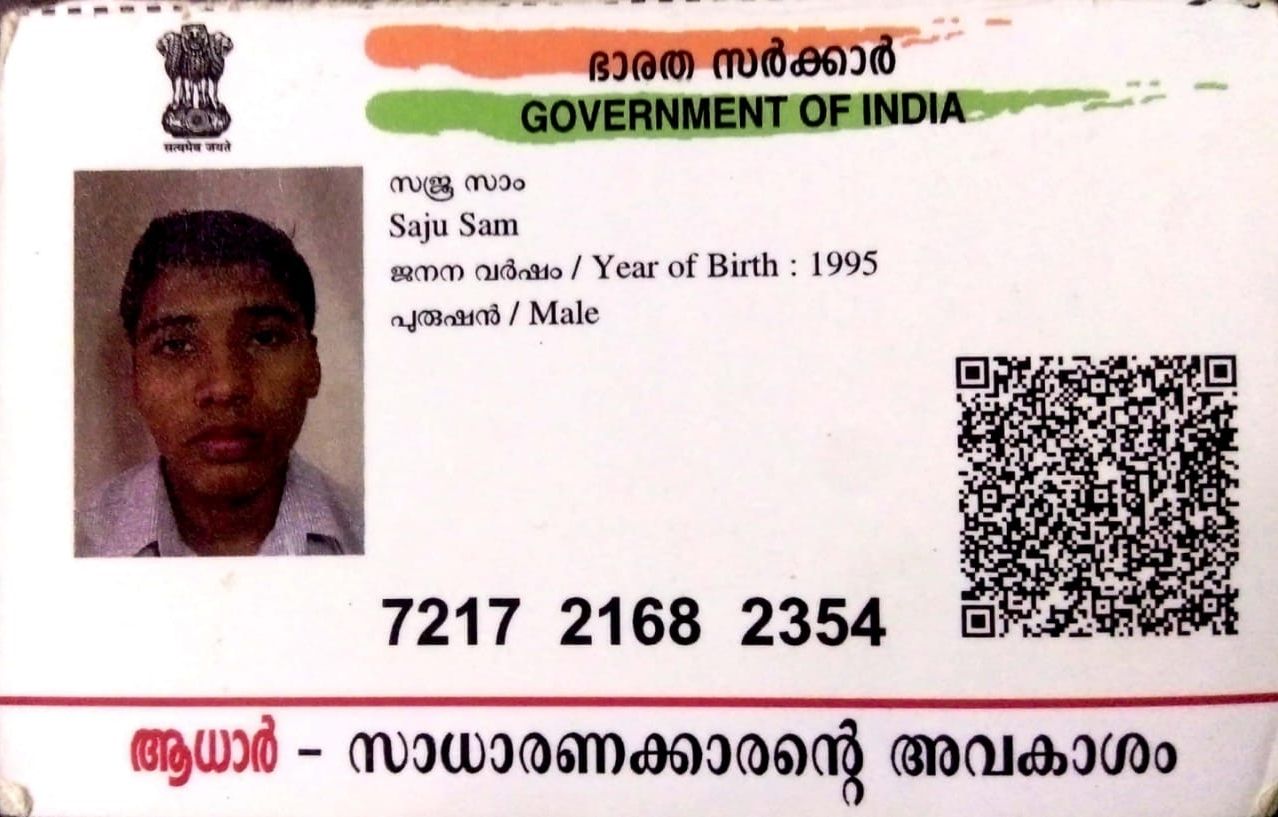 सत्यमेव जयते
ഭാരത സർക്കാർ
GOVERNMENT OF INDIA
സജു സാം
Saju Sam
ജനന വർഷം / Year of Birth : 1995
പുരുഷൻ / Male
7217 2168 2354
ആധാർ – സാധാരണക്കാരന്റെ അവകാശം